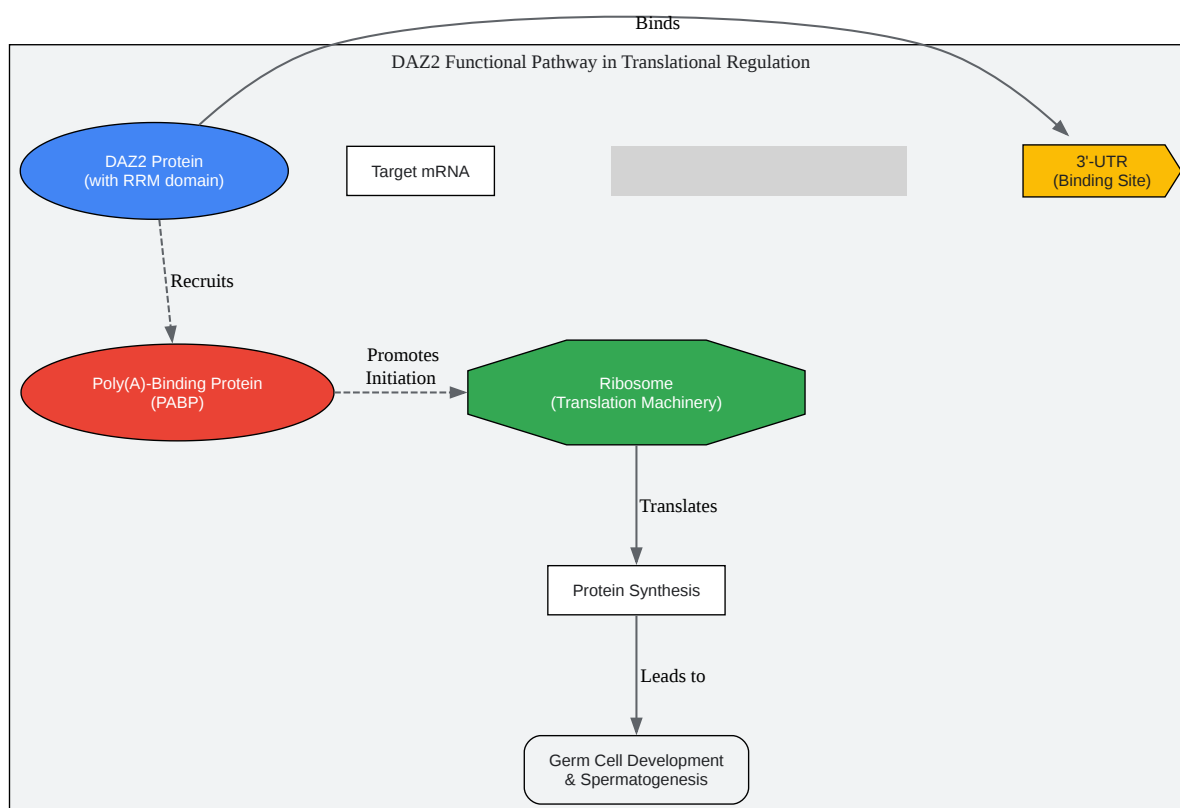 Binds
DAZ2 Functional Pathway in Translational Regulation
DAZ2 Protein
(with RRM domain)
Target mRNA
3'-UTR
(Binding Site)
Recruits
Poly(A)-Binding Protein
(PABP)
Promotes
Initiation
Ribosome
(Translation Machinery)
Translates
Protein Synthesis
Leads to
Germ Cell Development
& Spermatogenesis